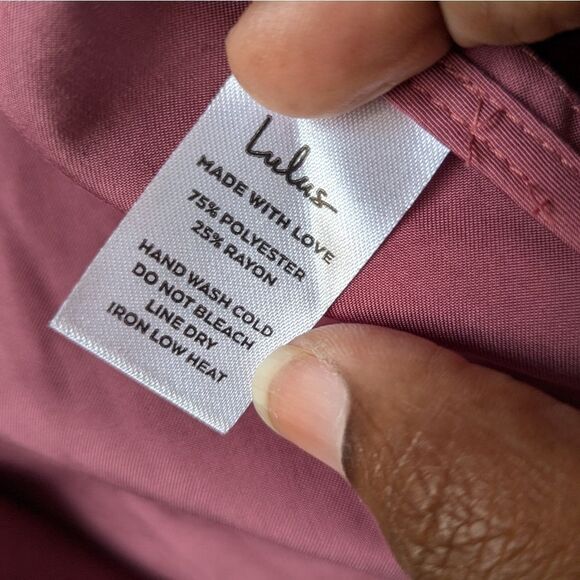 Lulus
MADE WITH LOVE
75% POLYESTER
25% RAYON
HAND WASH COLD
DO NOT BLEACH
LINE DRY
IRON LOW HEAT